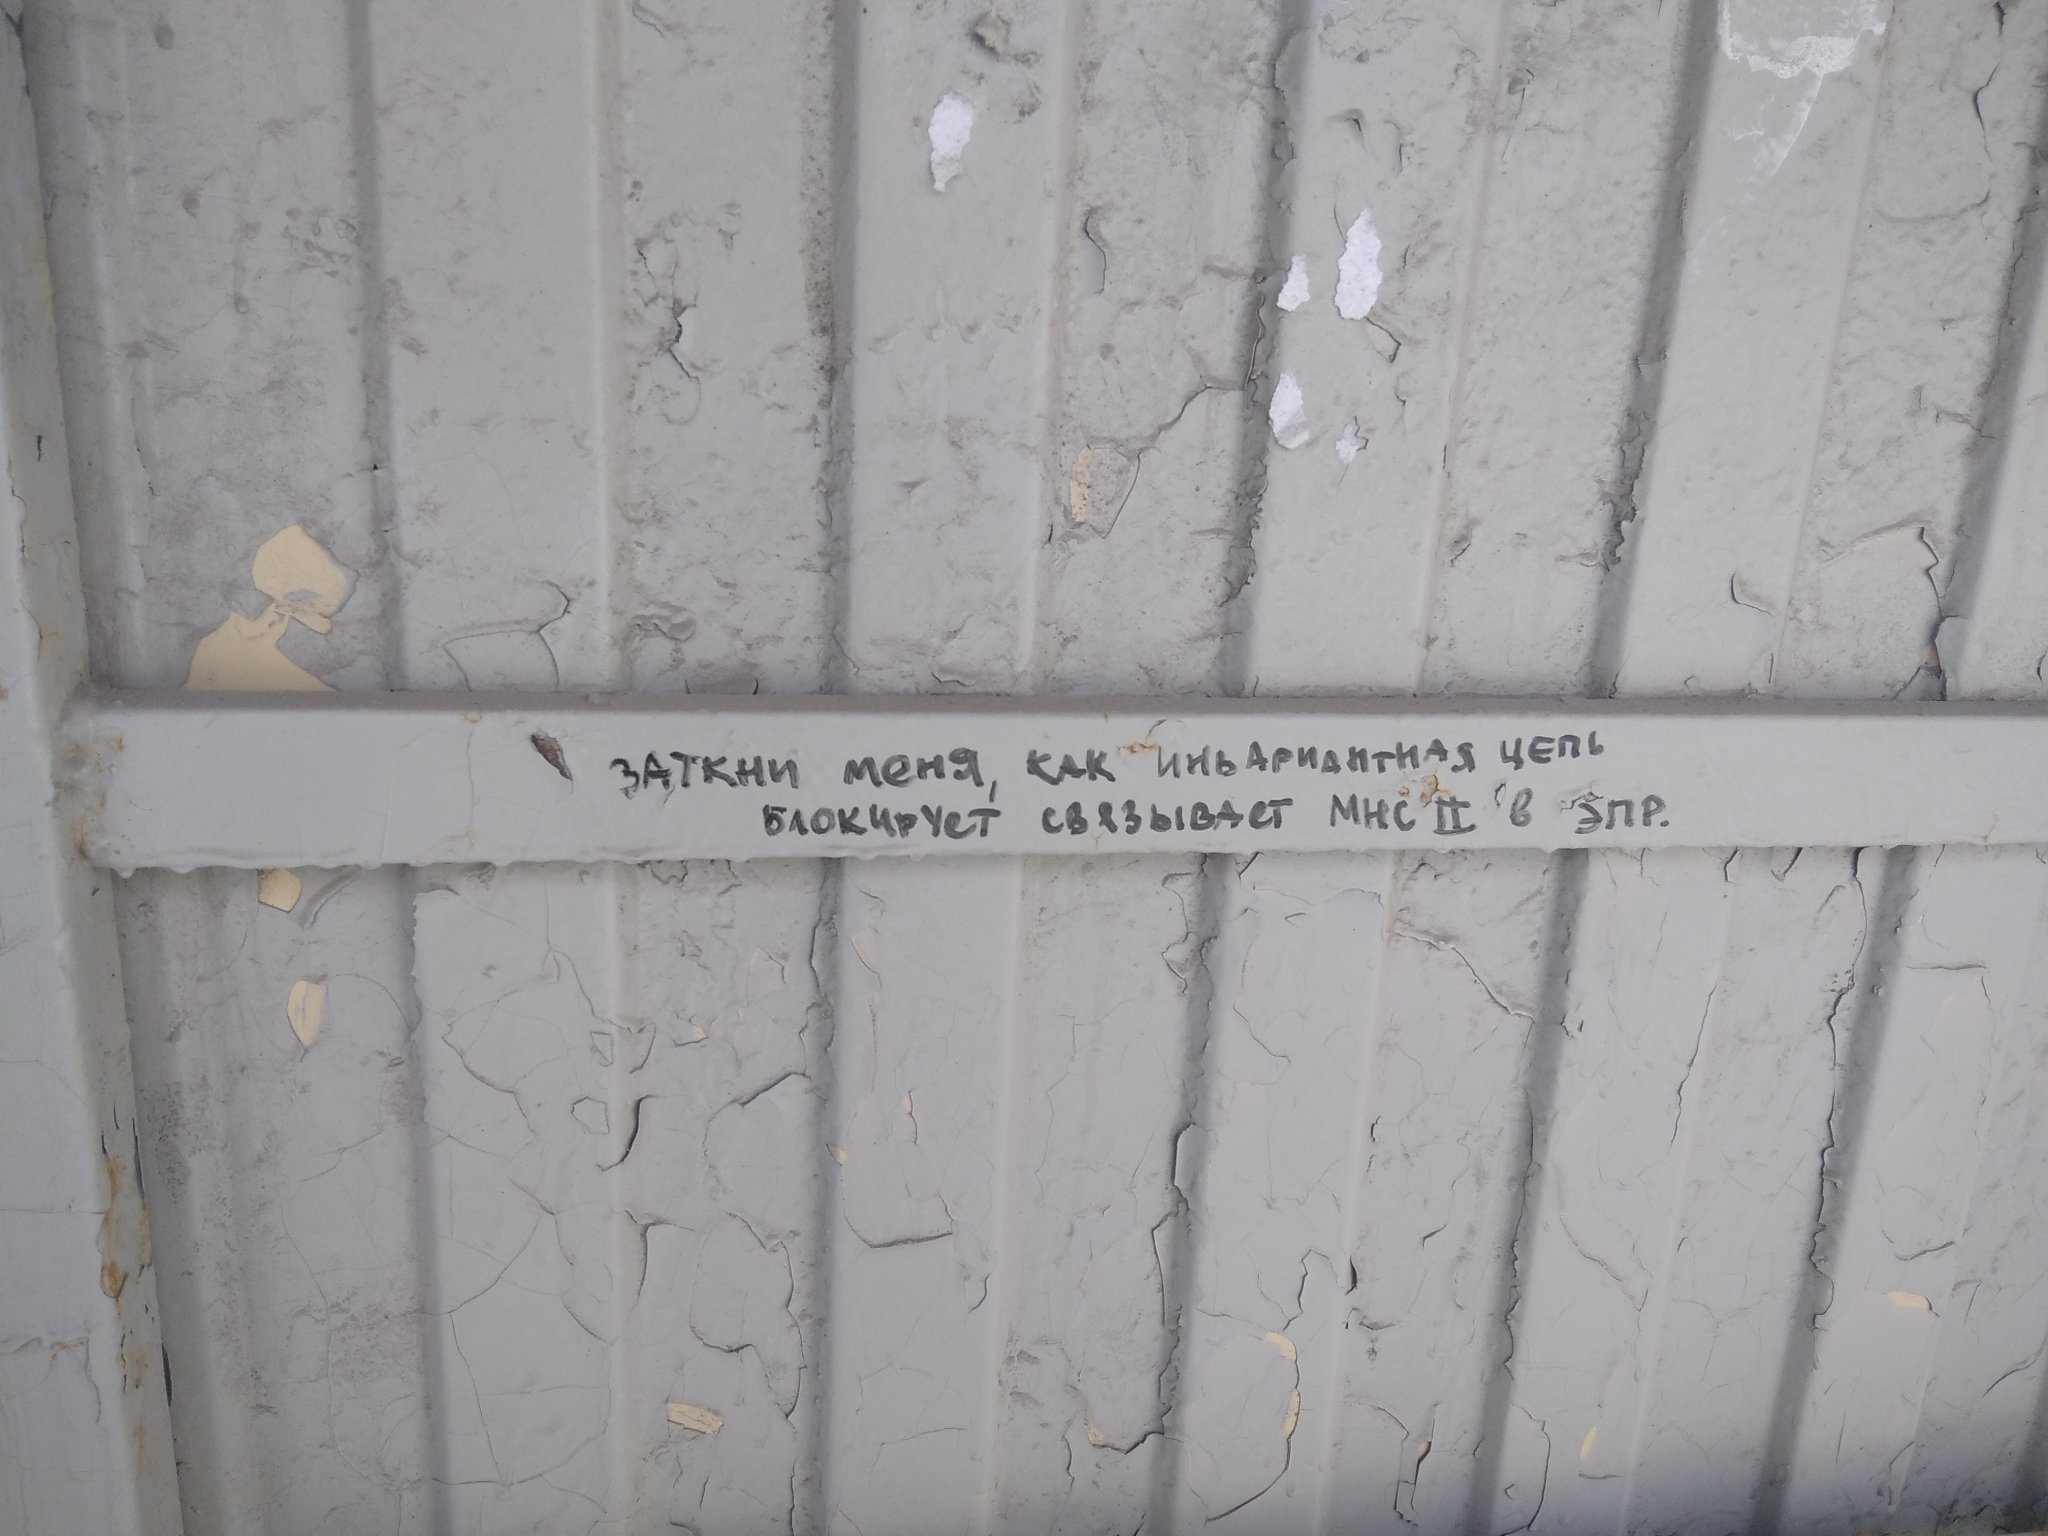 ЗАТКНИ МЕНЯ, КАК ИНВАРИАНТНАЯ ЦЕПЬ
БЛОКИРУЕТ СВЯЗЫВАЕТ МНС II В ЭПР.